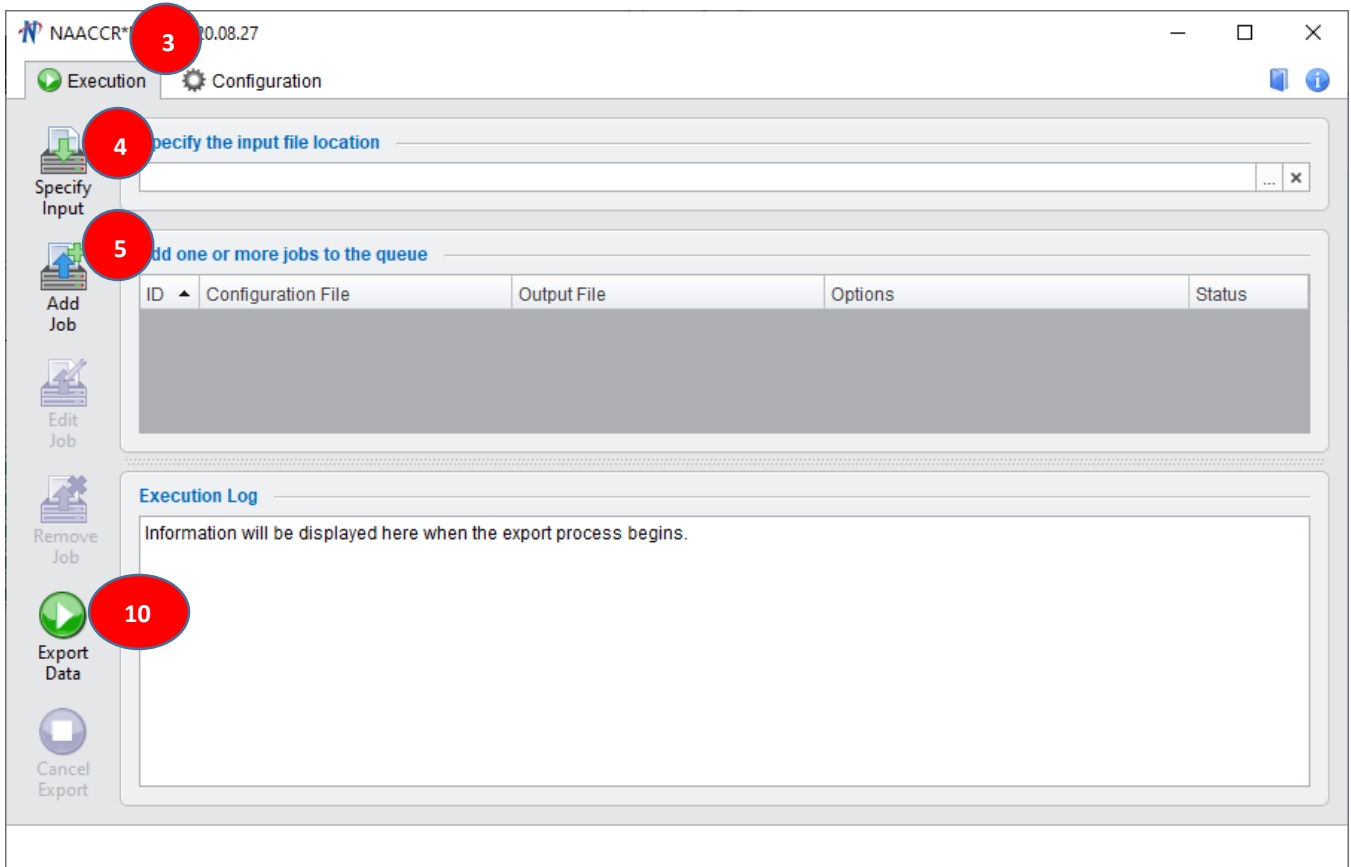 NAACCR* 3 20.08.27
Execution Configuration
4 pecify the input file location
... ×
Specify
Input
5 dd one or more jobs to the queue
ID Configuration File Output File Options Status
Add
Job
Edit
Job
Remove
Job
Execution Log
Information will be displayed here when the export process begins.
10
Export
Data
Cancel
Export